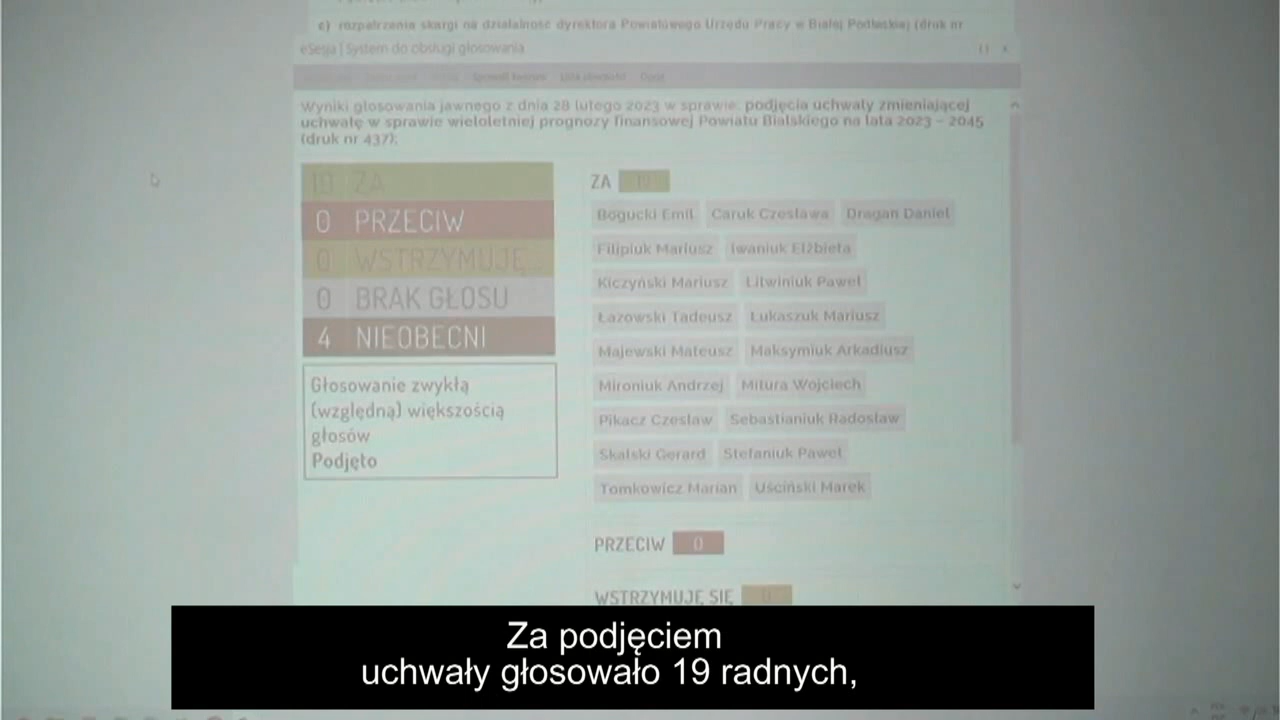 c) rozpatrzenia skargi na działalność dyrektora Powiatowego Urzędu Pracy w Białej Podlaskiej (druk nr
eSesja | System do obsługi głosowania
Wyniki głosowania jawnego z dnia 28 lutego 2023 w sprawie: podjęcia uchwały zmieniającej
uchwałę w sprawie wieloletniej prognozy finansowej Powiatu Bialskiego na lata 2023 – 2045
(druk nr 437);
19 ZA
0 PRZECIW
0 WSTRZYMUJĘ
0 BRAK GŁOSU
4 NIEOBECNI
Głosowanie zwykłą
(względną) większością
głosów
Podjęto
ZA 19
Bogucki Emil Caruk Czesława Dragan Daniel
Filipiuk Mariusz Iwaniuk Elżbieta
Kiczyński Mariusz Litwiniuk Paweł
Łazowski Tadeusz Łukaszuk Mariusz
Majewski Mateusz Maksymiuk Arkadiusz
Mironiuk Andrzej Mitura Wojciech
Pikacz Czesław Sebastianiuk Radosław
Skalski Gerard Stefaniuk Paweł
Tomkowicz Marian Uściński Marek
PRZECIW 0
WSTRZYMUJĘ SIĘ 0
Za podjęciem
uchwały głosowało 19 radnych,